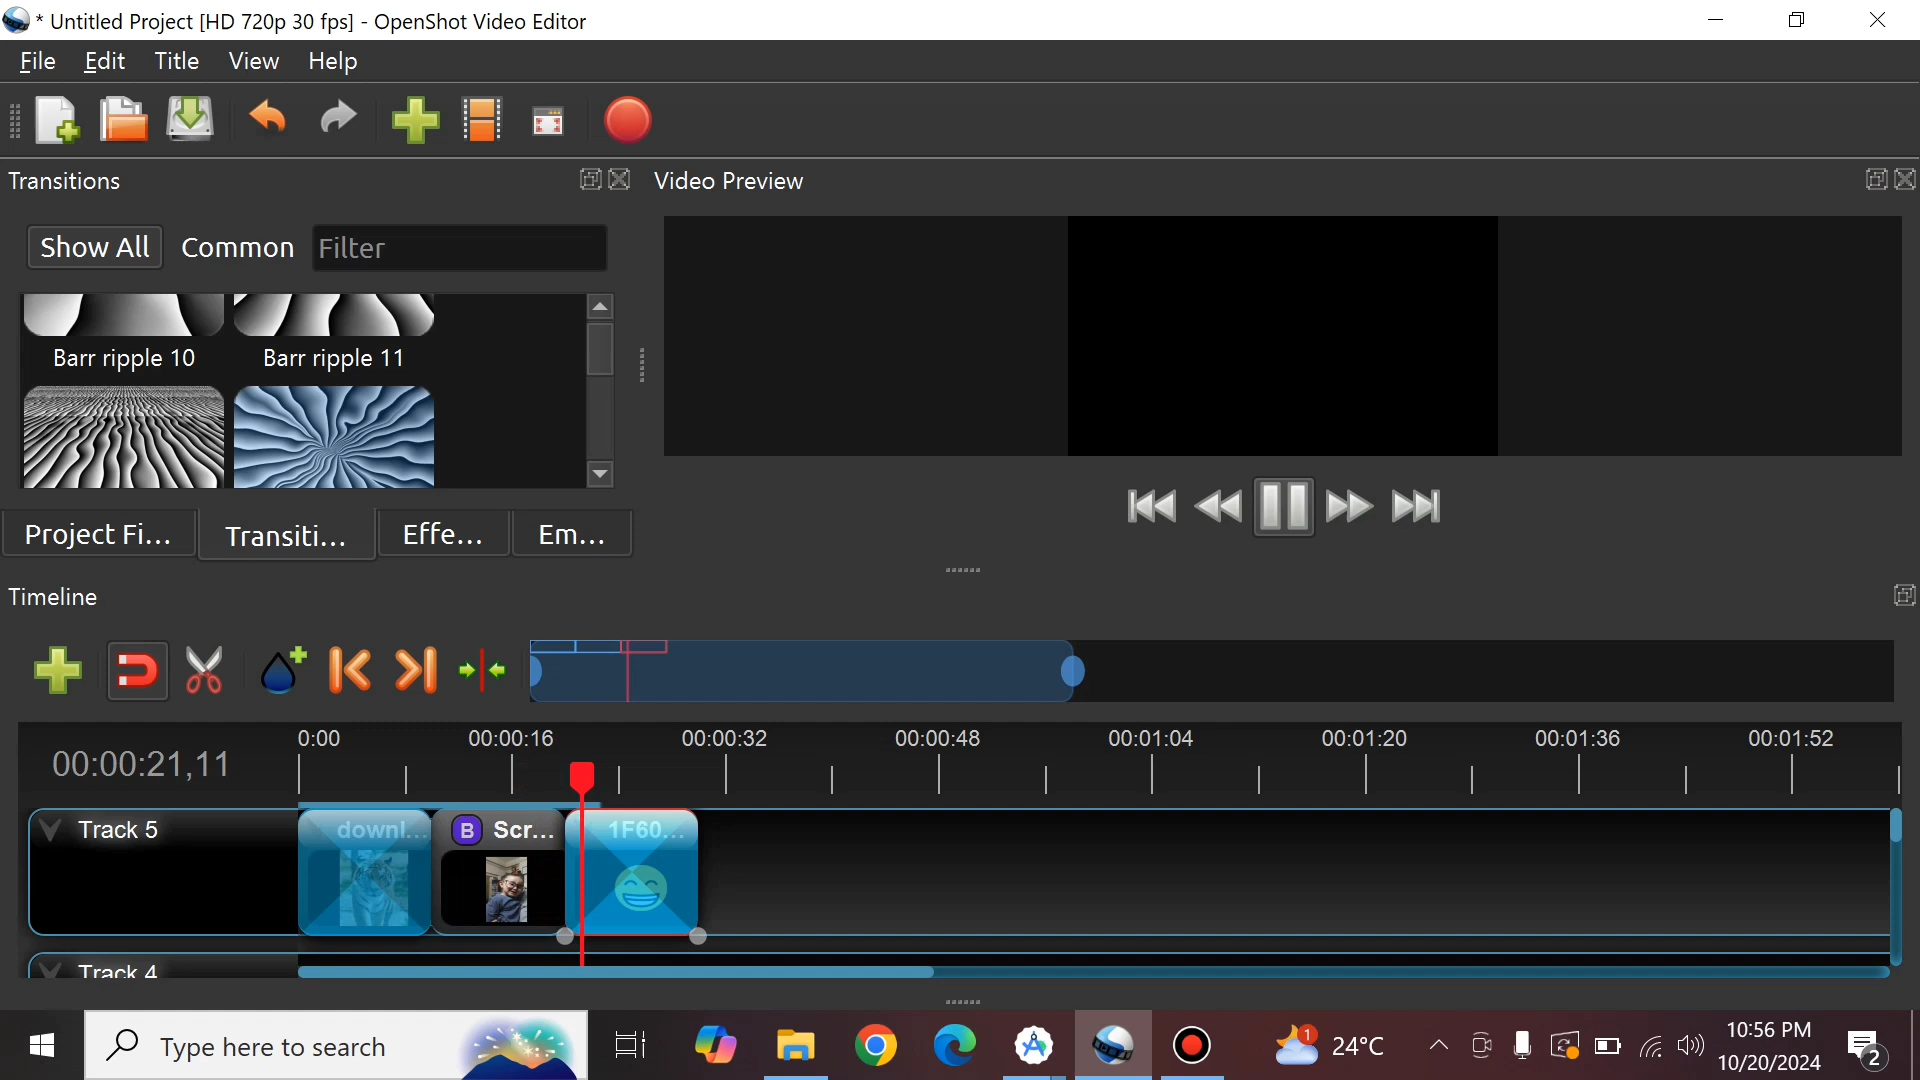 * Untitled Project [HD 720p 30 fps] - OpenShot Video Editor
File Edit Title View Help
Transitions
Video Preview
Show All Common Filter
Barr ripple 10
Barr ripple 11
Project Fi...
Transiti...
Effe...
Em...
Timeline
00:00:21,11
0:00 00:00:16 00:00:32 00:00:48 00:01:04 00:01:20 00:01:36 00:01:52
Track 5
downl...
B Scr...
1F60...
Track 4
Type here to search
1
24°C
10:56 PM
10/20/2024
2